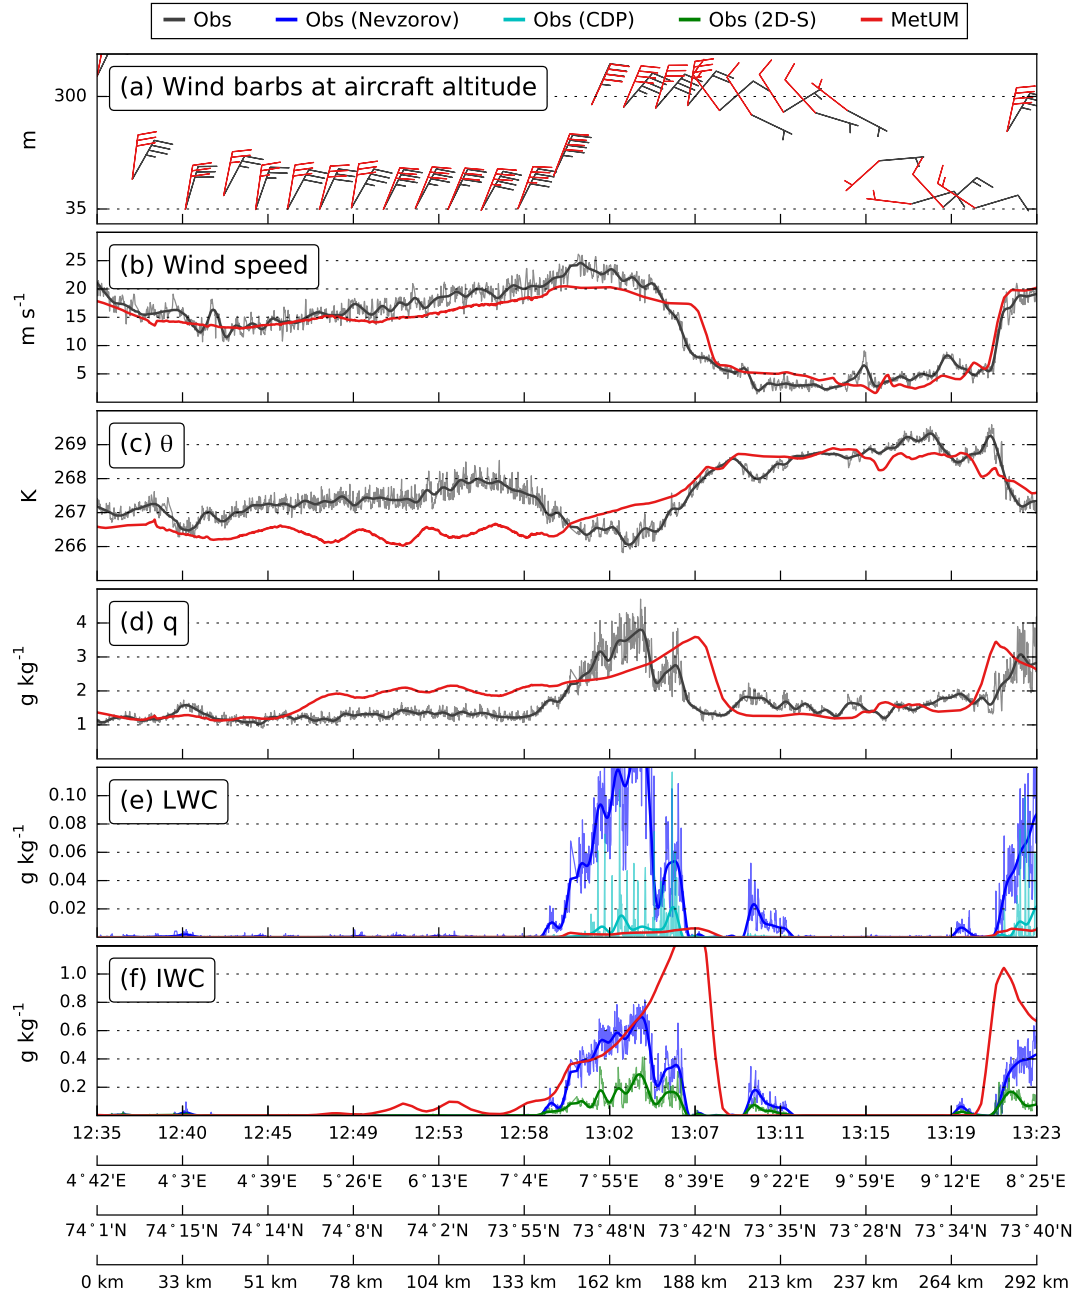 Obs Obs (Nevzorov) Obs (CDP) Obs (2D-S) MetUM
(a) Wind barbs at aircraft altitude
300
m
35
(b) Wind speed
25
20
15
10
5
m s⁻¹
(c) θ
269
268
267
266
K
(d) q
4
3
2
1
g kg⁻¹
(e) LWC
0.10
0.08
0.06
0.04
0.02
g kg⁻¹
(f) IWC
1.0
0.8
0.6
0.4
0.2
g kg⁻¹
12:35 12:40 12:45 12:49 12:53 12:58 13:02 13:07 13:11 13:15 13:19 13:23
4°42'E 4°3'E 4°39'E 5°26'E 6°13'E 7°4'E 7°55'E 8°39'E 9°22'E 9°59'E 9°12'E 8°25'E
74°1'N 74°15'N 74°14'N 74°8'N 74°2'N 73°55'N 73°48'N 73°42'N 73°35'N 73°28'N 73°34'N 73°40'N
0 km 33 km 51 km 78 km 104 km 133 km 162 km 188 km 213 km 237 km 264 km 292 km